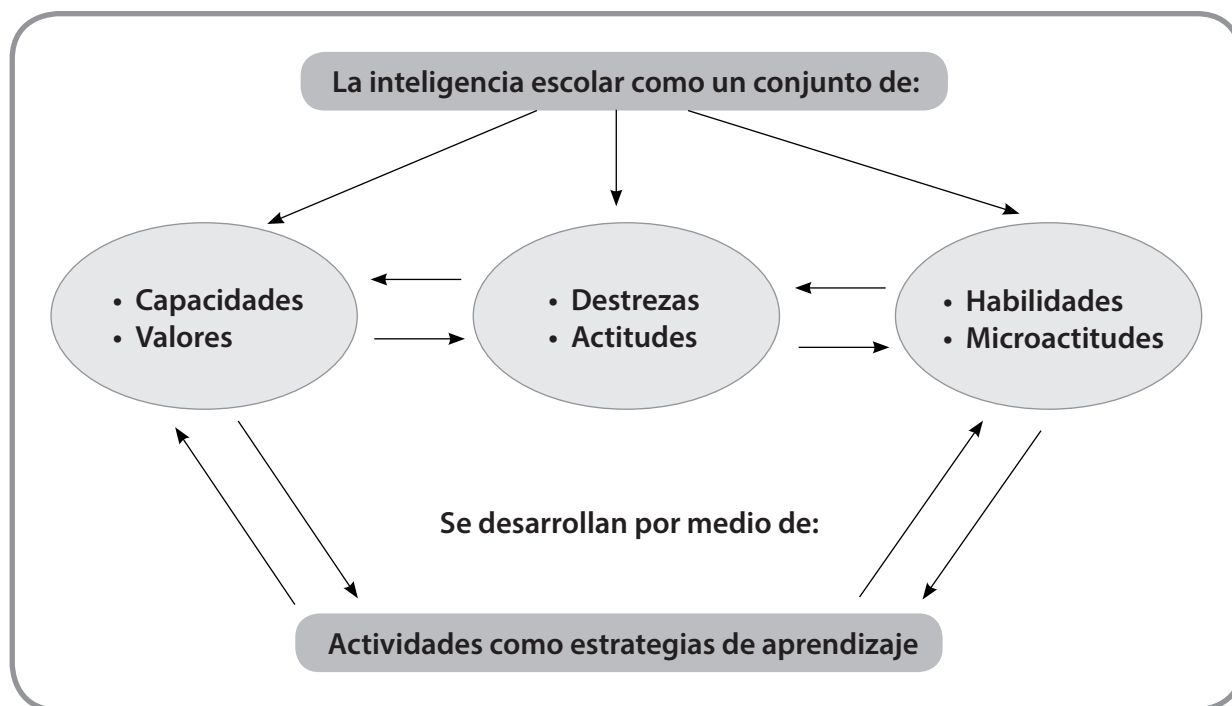 La inteligencia escolar como un conjunto de:
• Capacidades
• Valores
• Destrezas
• Actitudes
• Habilidades
• Microactitudes
Se desarrollan por medio de:
Actividades como estrategias de aprendizaje